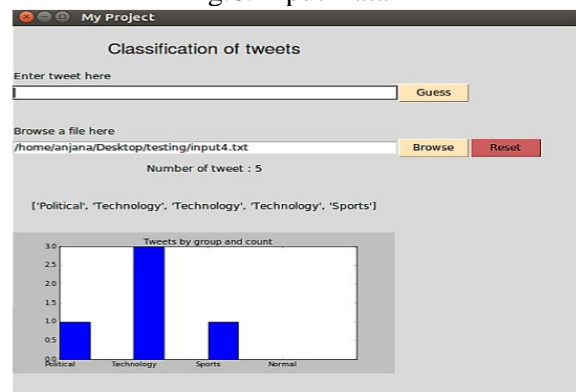 My Project
Classification of tweets
Enter tweet here
Guess
Browse a file here
/home/anjana/Desktop/testing/input4.txt Browse Reset
Number of tweet : 5
['Political', 'Technology', 'Technology', 'Technology', 'Sports']
Tweets by group and count
3.0
2.5
2.0
1.5
1.0
0.5
0.0
Political Technology Sports Normal